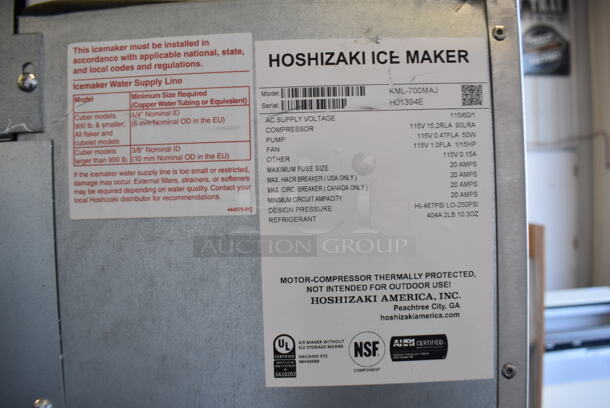 This icemaker must be installed in
accordance with applicable national, state,
and local codes and regulations.
Icemaker Water Supply Line
Model Minimum Size Required
(Copper Water Tubing or Equivalent)
Cuber models
900 lb. & smaller;
All flaker and
cubelet models
1/4" Nominal ID
(6 mm Nominal OD in the EU)
Cuber models
larger than 900 lb.
3/8" Nominal ID
(10 mm Nominal OD in the EU)
If the icemaker water supply line is too small or restricted,
damage may occur. External filters, strainers, or softeners
may be required depending on water quality. Contact your
local Hoshizaki distributor for recommendations.
HOSHIZAKI ICE MAKER
Model KML-700MAJ
Serial H01394E
AC SUPPLY VOLTAGE 115/60/1
COMPRESSOR 115V 15.2RLA 93LRA
PUMP 115V 0.47FLA 50W
FAN 115V 1.0FLA 1/15HP
OTHER 115V 0.15A
MAXIMUM FUSE SIZE 20 AMPS
MAX. HACR BREAKER ( USA ONLY ) 20 AMPS
MAX. CIRC. BREAKER ( CANADA ONLY ) 20 AMPS
MINIMUM CIRCUIT AMPACITY 20 AMPS
DESIGN PRESSURE HI-467PSI LO-250PSI
REFRIGERANT 404A 2LB 10.3OZ
AUCTION GROUP
MOTOR-COMPRESSOR THERMALLY PROTECTED,
NOT INTENDED FOR OUTDOOR USE!
HOSHIZAKI AMERICA, INC.
Peachtree City, GA
hoshizakiamerica.com
UL
CERTIFIED
SA10203
ICE MAKER WITHOUT
ICE STORAGE MEANS
NSF
COMPONENT
AHRI CERTIFIED